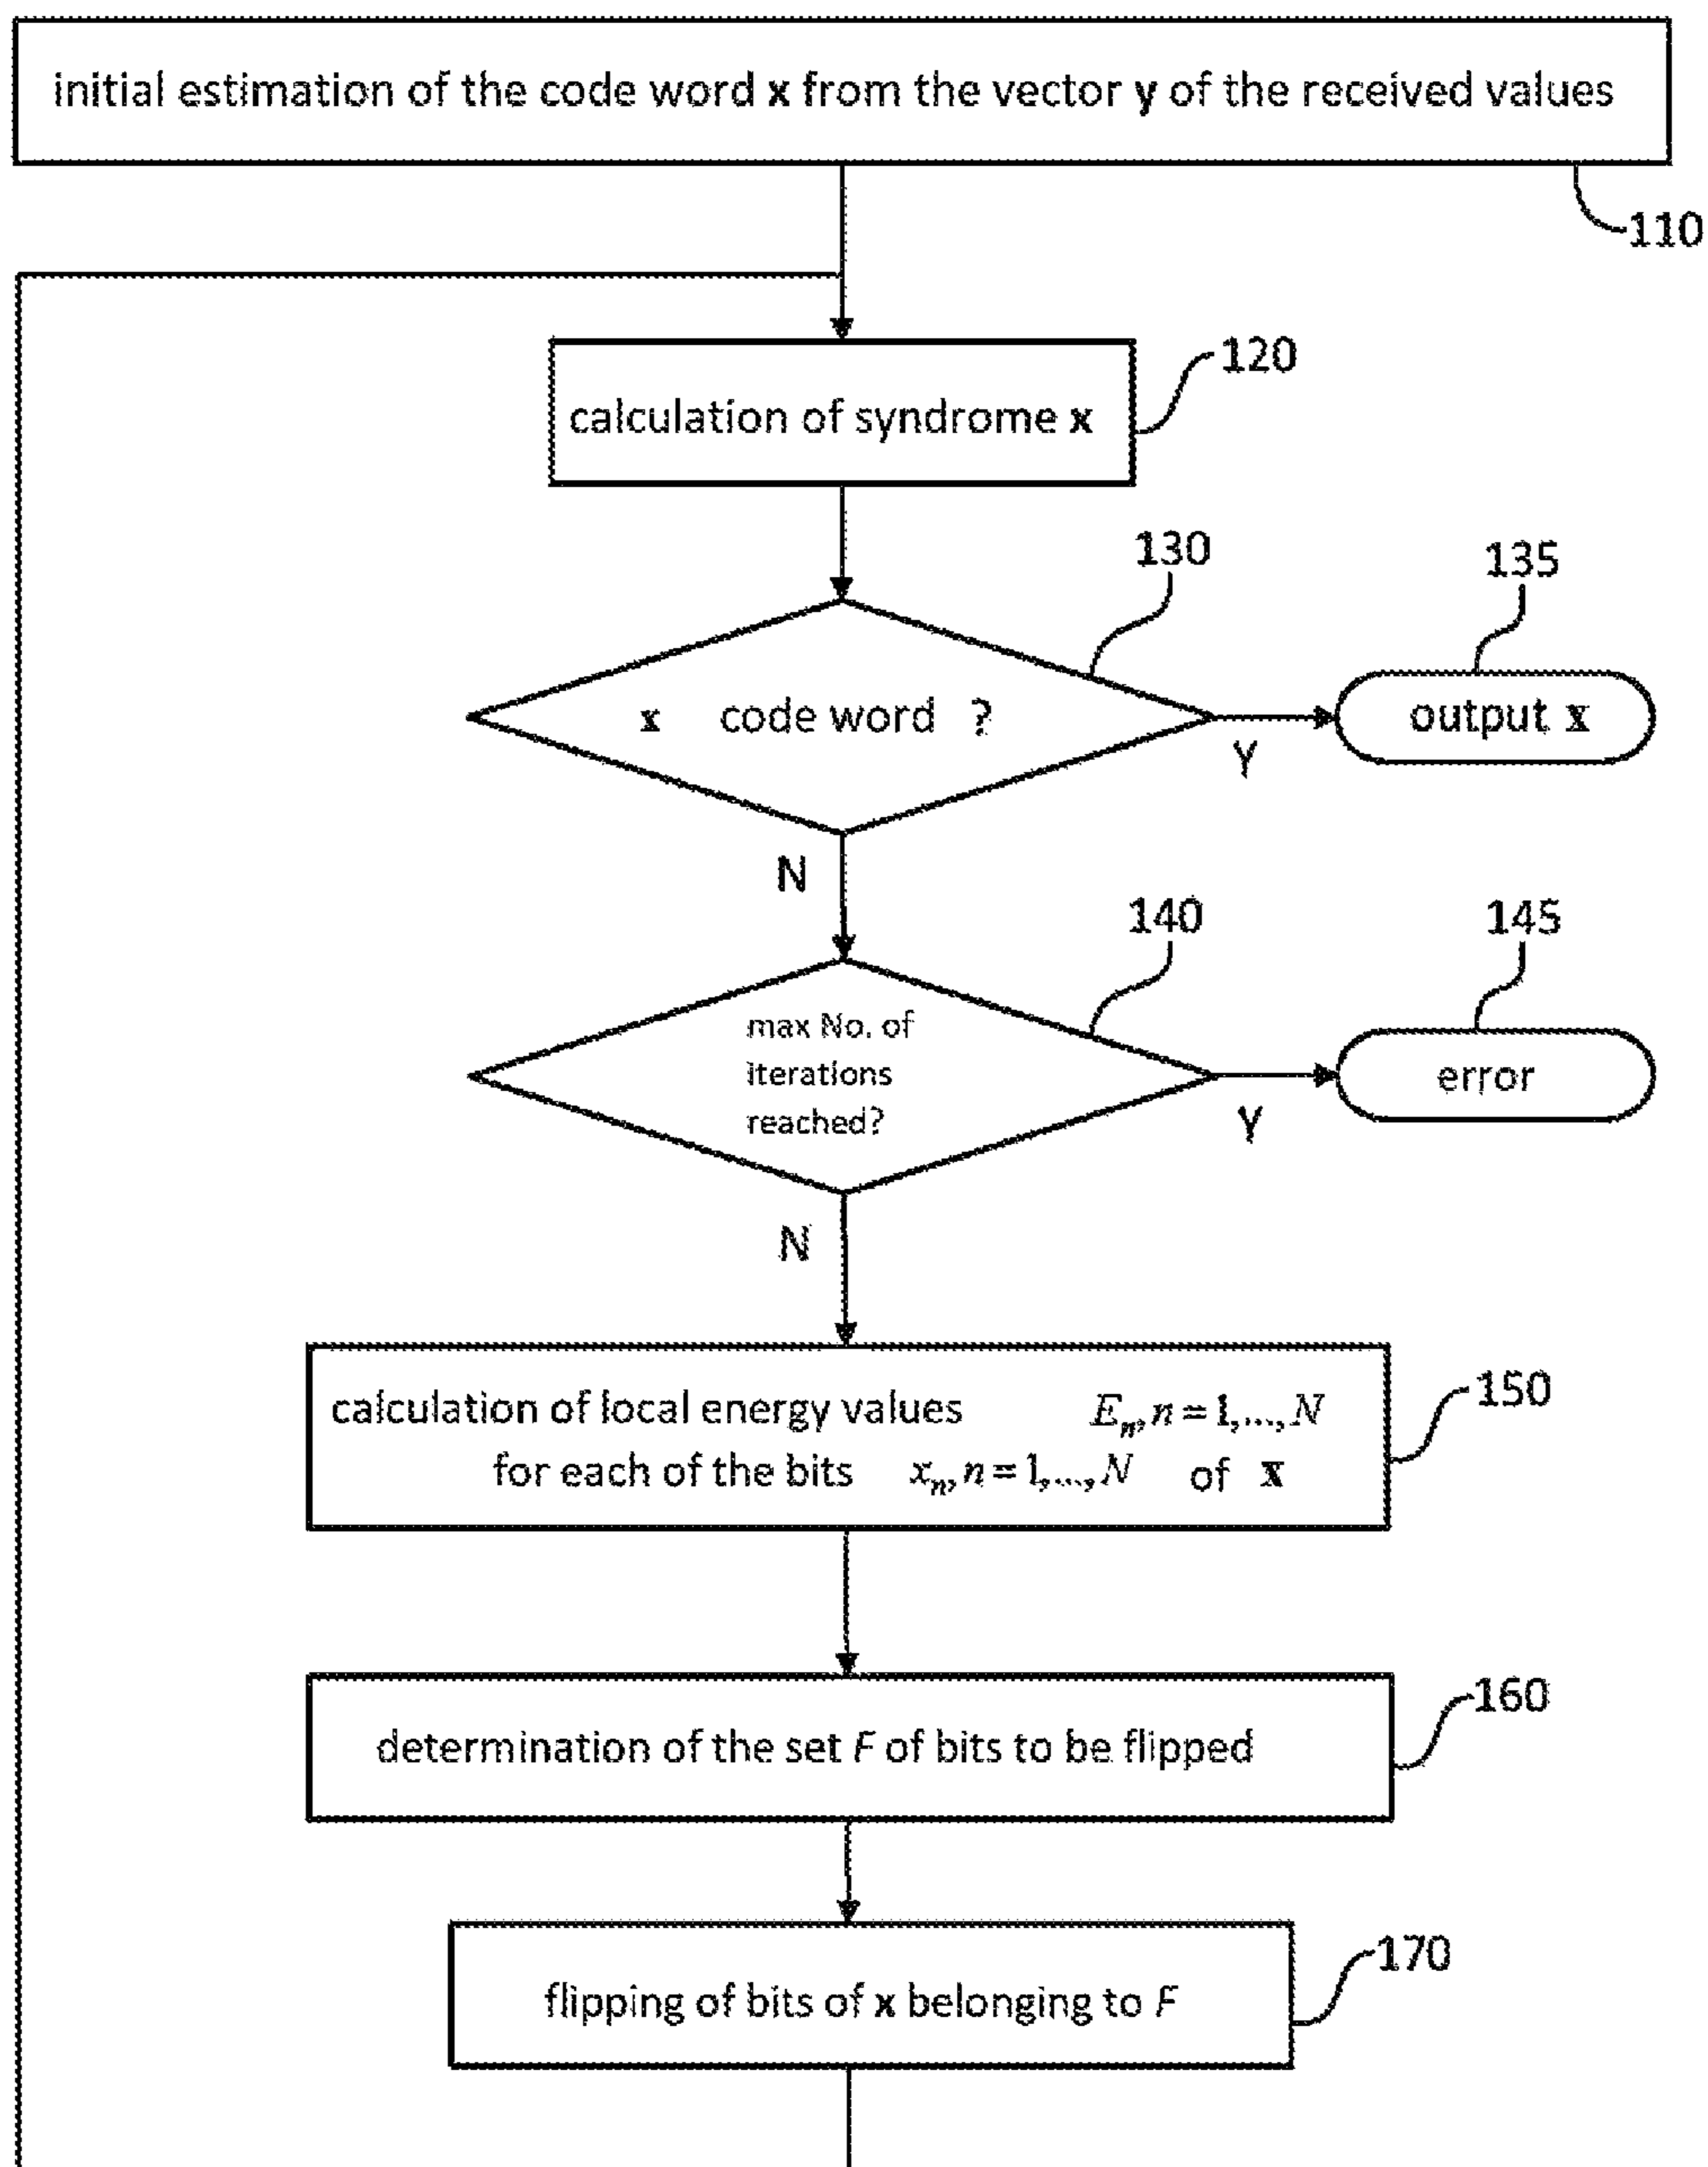 initial estimation of the code word x from the vector y of the received values
110
120
calculation of syndrome x
130
135
x code word ?
output x
Y
N
140
145
max No. of
iterations
reached?
error
Y
N
calculation of local energy values E_n, n = 1,..., N
150
for each of the bits x_n, n = 1,..., N of x
160
determination of the set F of bits to be flipped
170
flipping of bits of x belonging to F